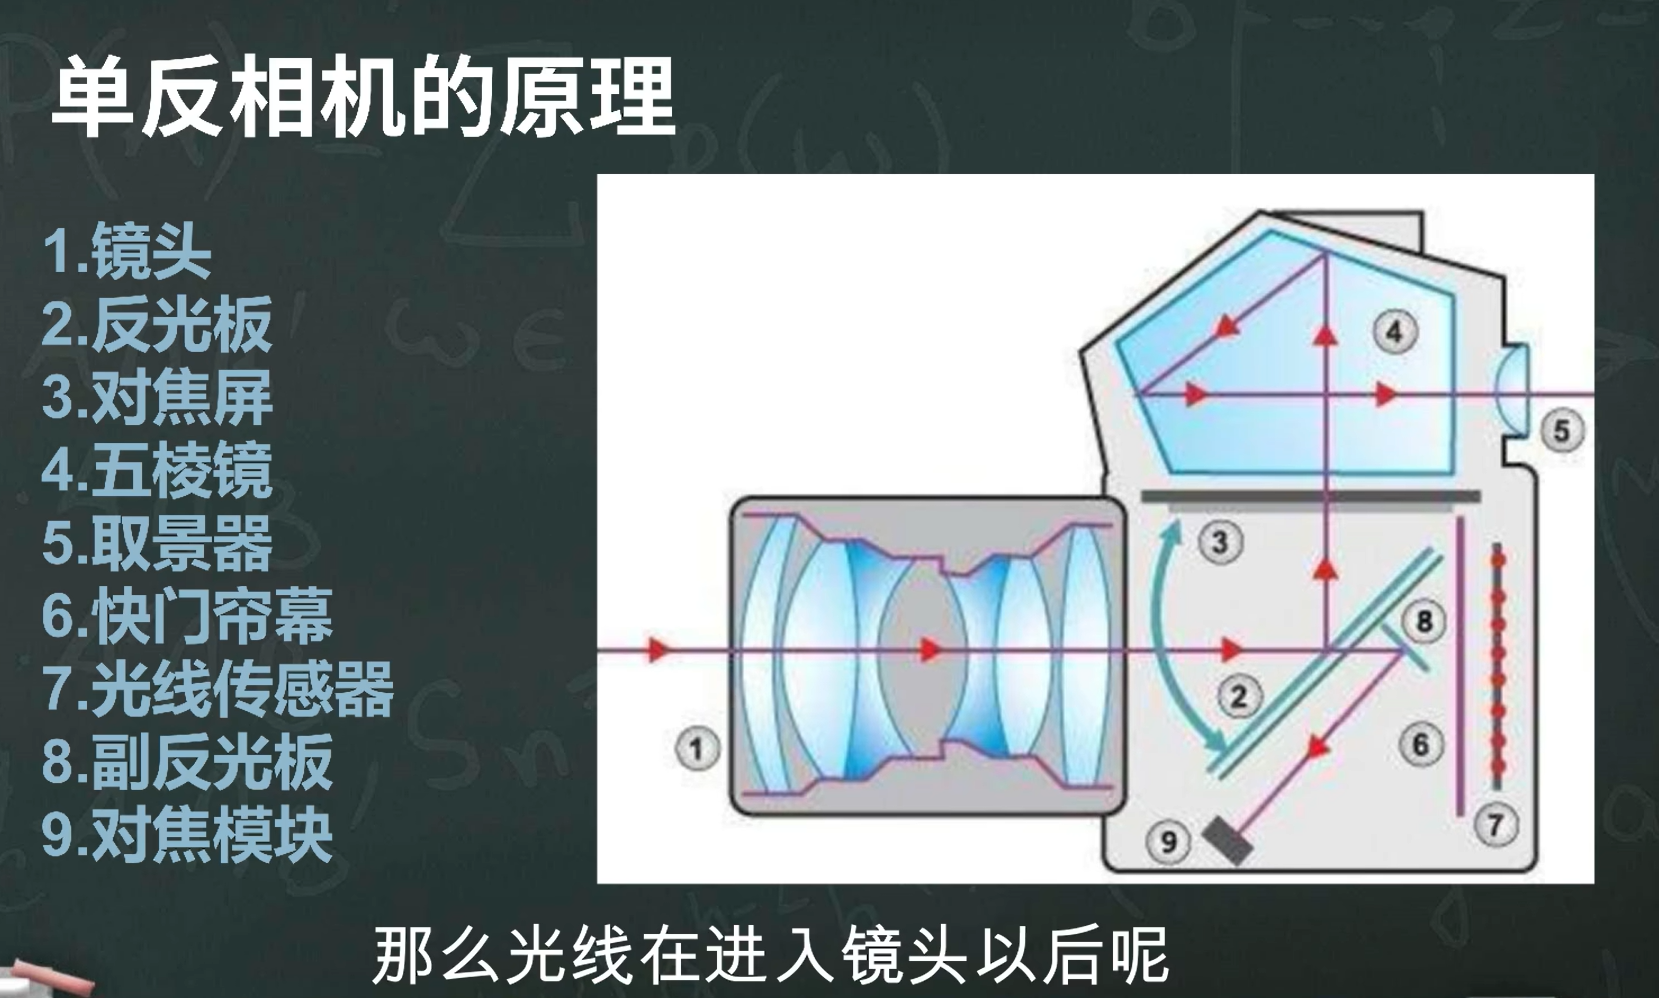 单反相机的原理
1.镜头
2.反光板
3.对焦屏
4.五棱镜
5.取景器
6.快门帘幕
7.光线传感器
8.副反光板
9.对焦模块
4
5
3
8
2
1
6
7
9
那么光线在进入镜头以后呢